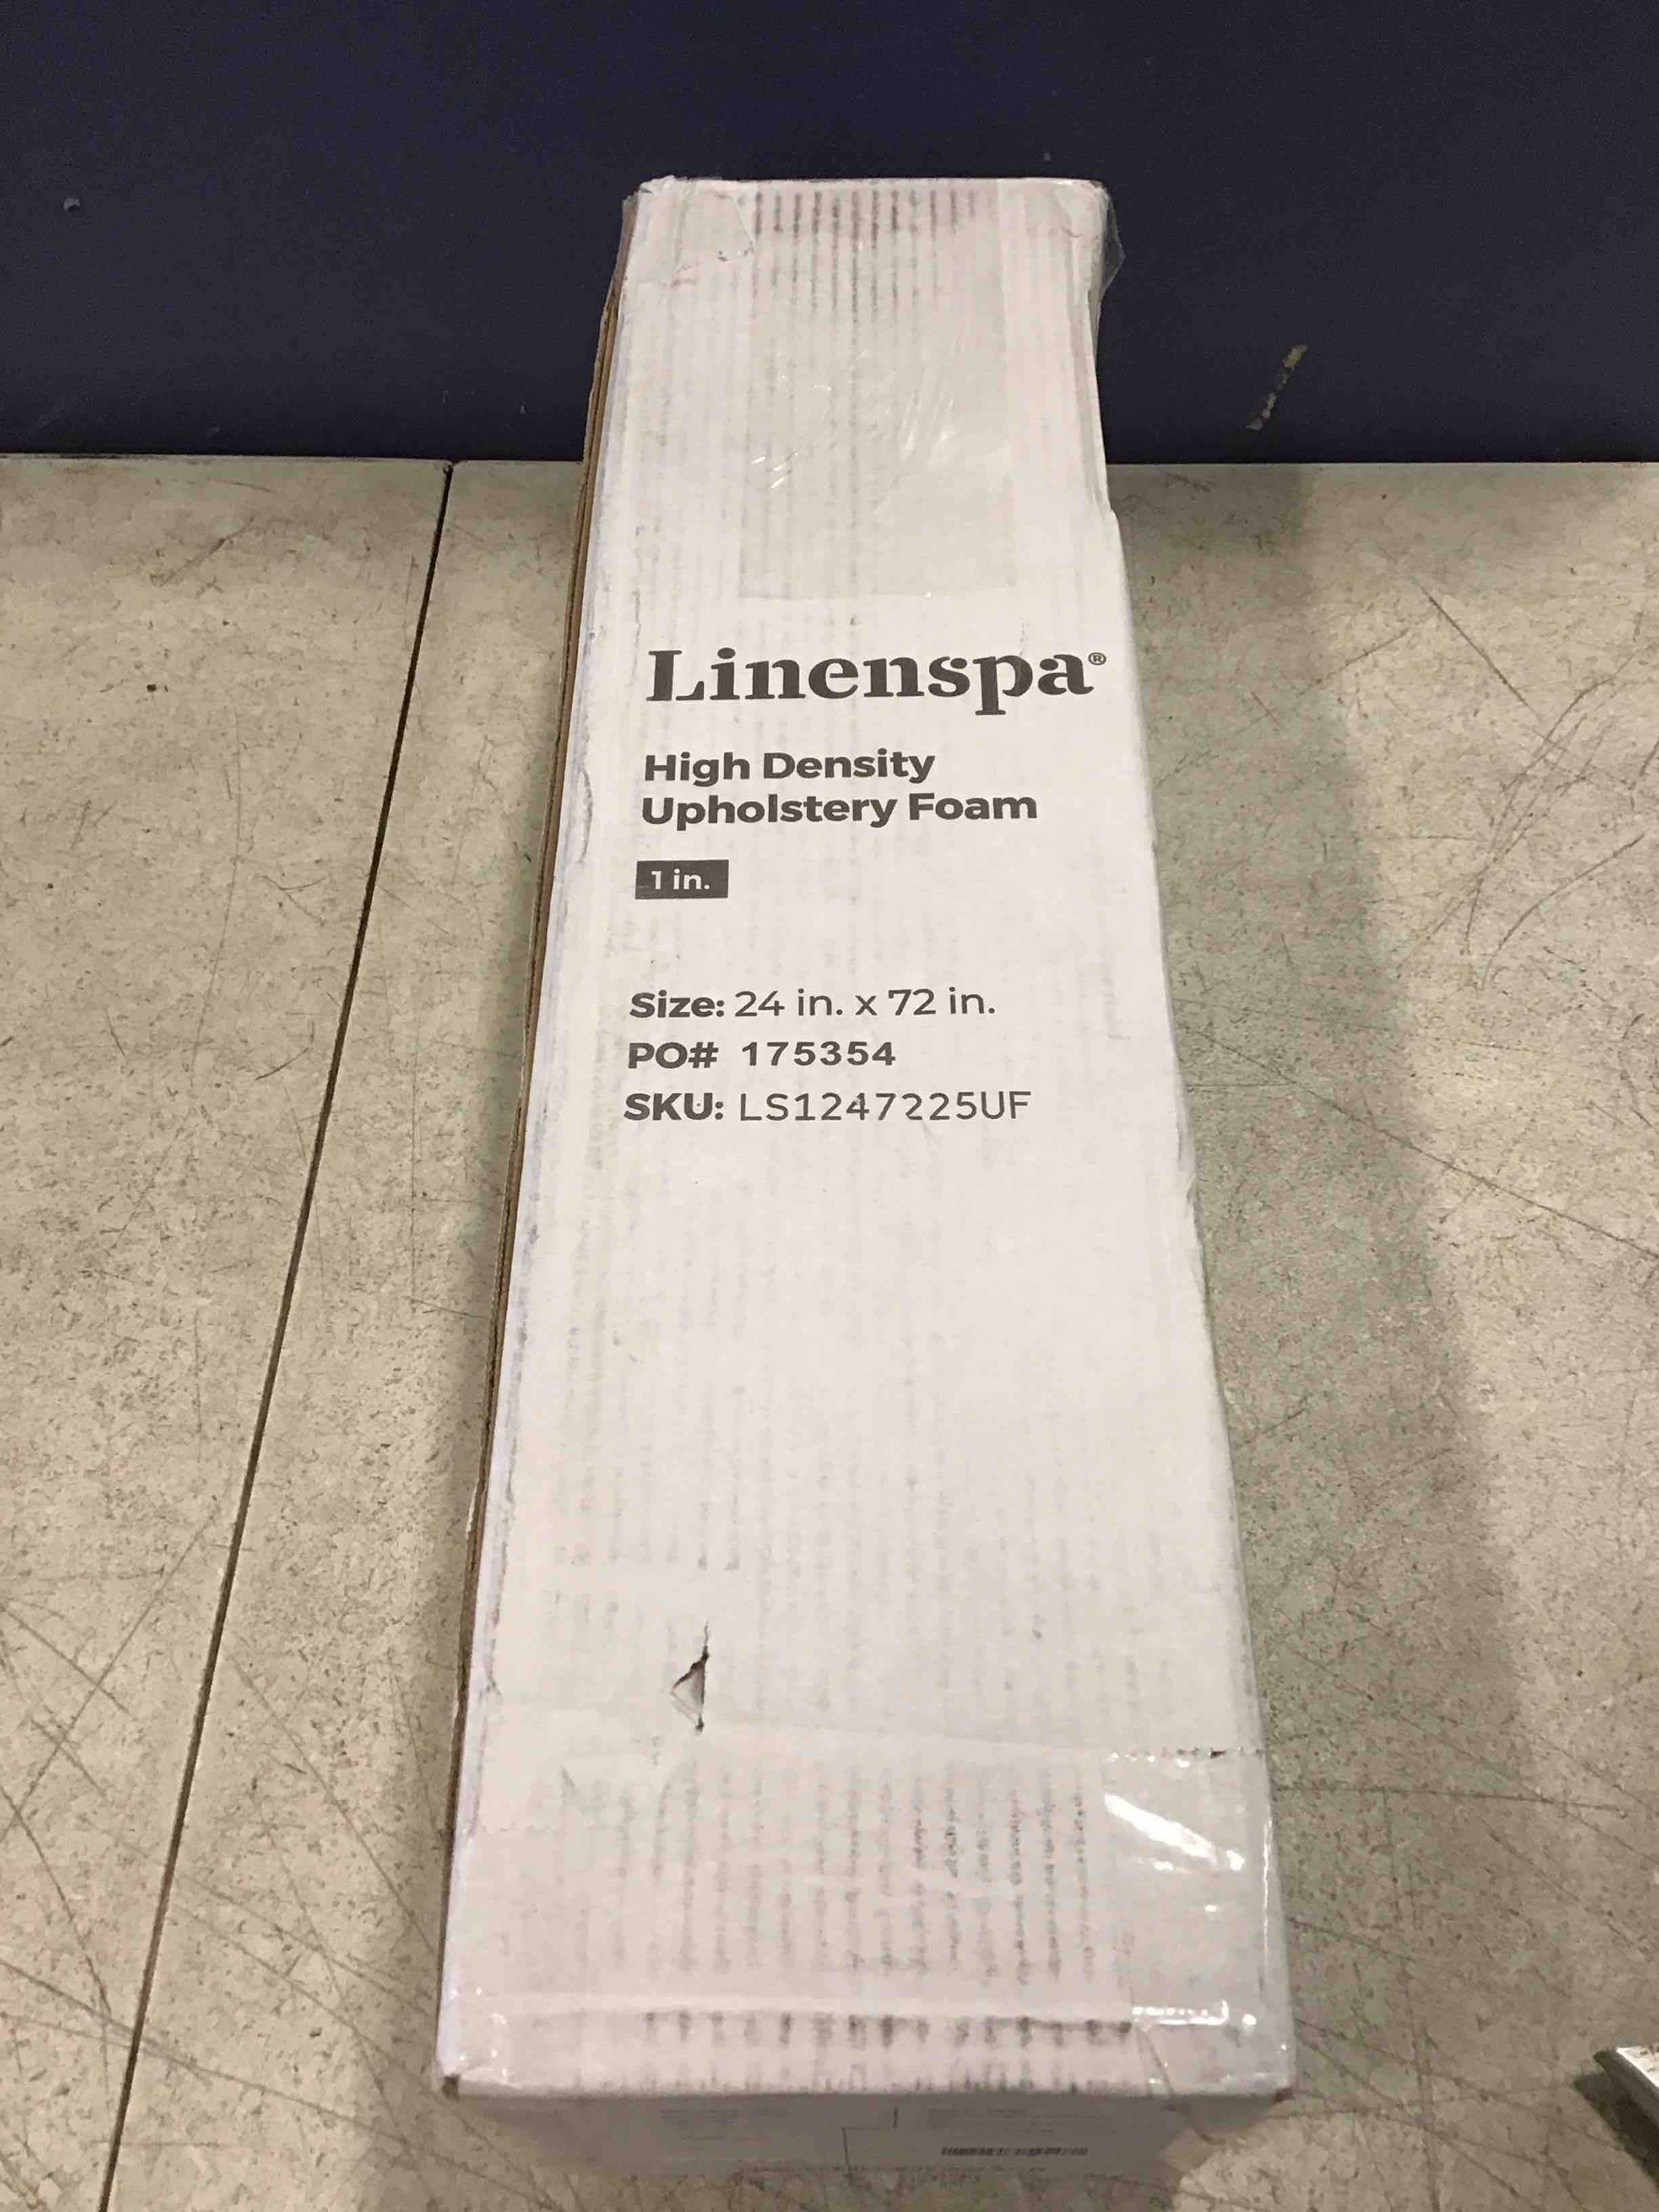 Linenspa®
High Density
Upholstery Foam
1 in.
Size: 24 in. x 72 in.
PO# 175354
SKU: LS1247225UF